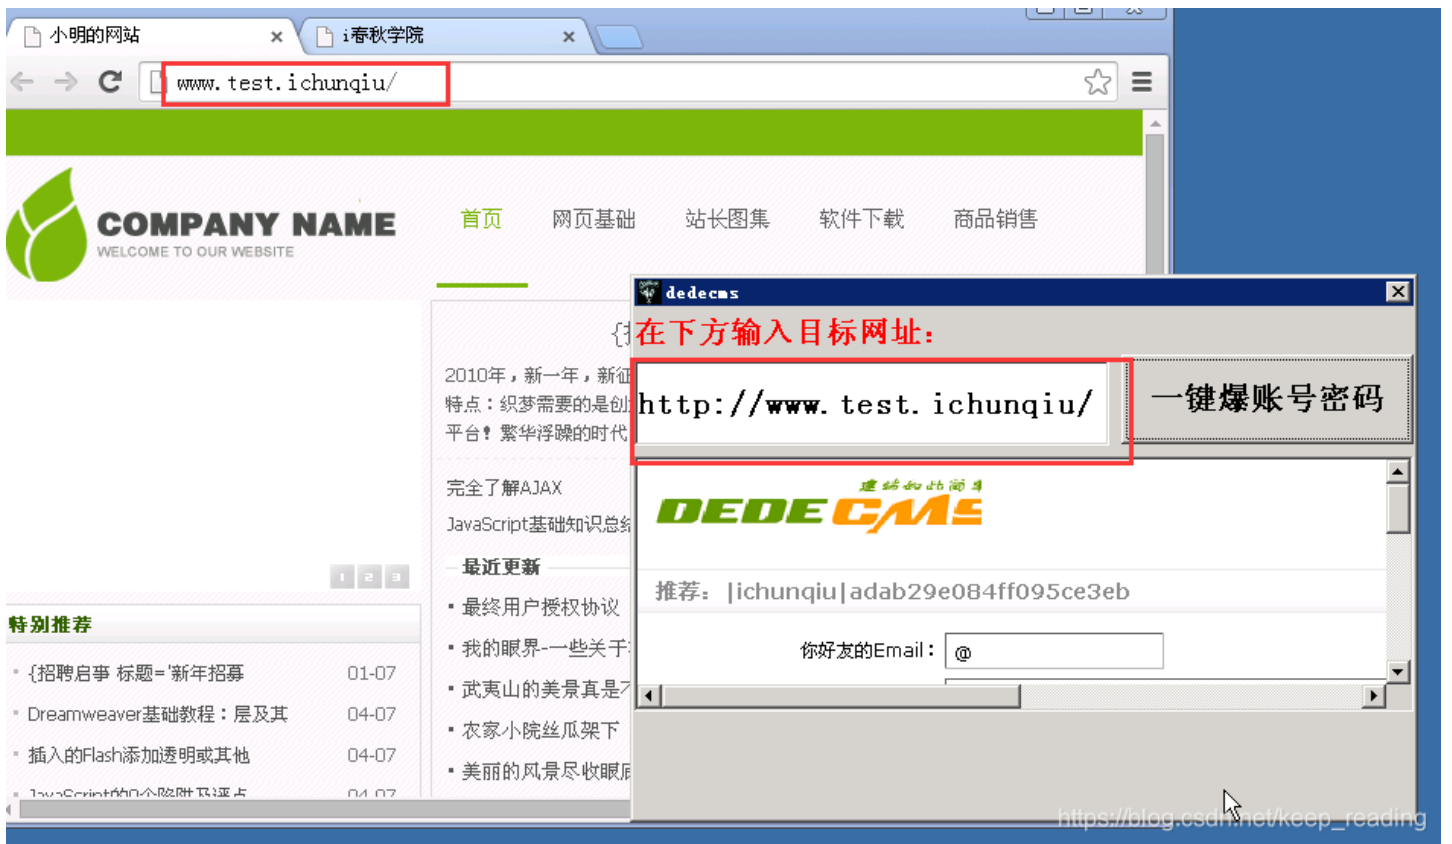 小明的网站
i春秋学院
www.test.ichunqiu/
COMPANY NAME
WELCOME TO OUR WEBSITE
首页 网页基础 站长图集 软件下载 商品销售
dedecms
在下方输入目标网址：
http://www.test.ichunqiu/
一键爆账号密码
DEDE CMS
推荐：|ichunqiu|adab29e084ff095ce3eb
你好友的Email：
@
2010年，新一年，新征
特点：织梦需要的是创
平台！繁华浮躁的时代
完全了解AJAX
JavaScript基础知识总结
最近更新
最终用户授权协议
我的眼界-一些关于
武夷山的美景真是
农家小院丝瓜架下
美丽的风景尽收眼底
1 2 3
特别推荐
{招聘启事 标题='新年招募 01-07
Dreamweaver基础教程：层及其 04-07
插入的Flash添加透明或其他 04-07
https://blog.csdn.net/keep_reading